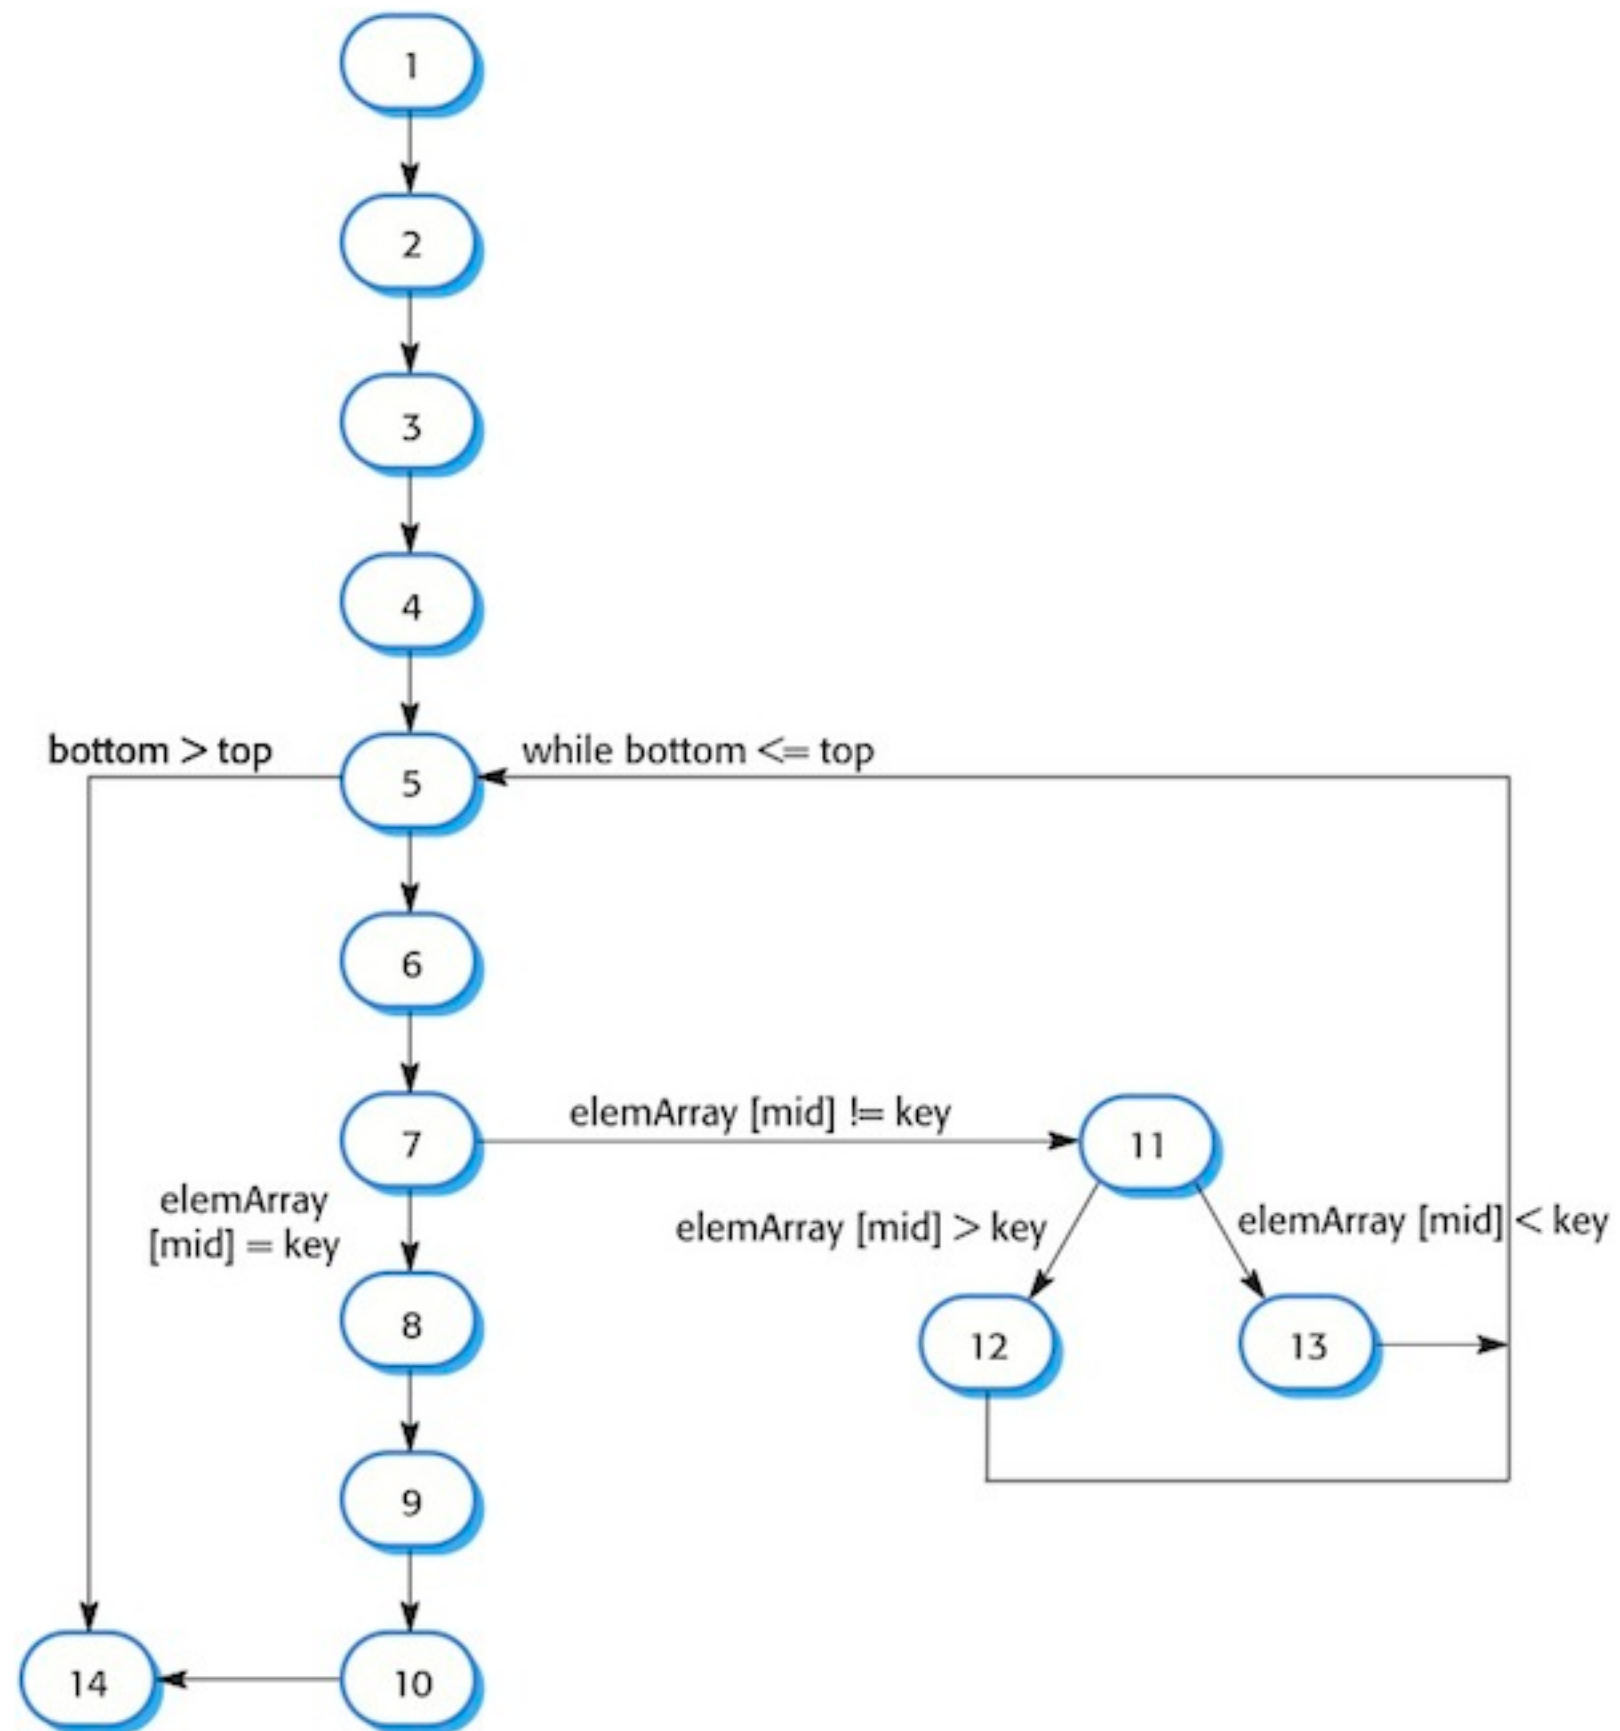 1
2
3
4
bottom > top
while bottom <= top
5
6
elemArray [mid] != key
7
11
elemArray
[mid] = key
elemArray [mid] > key
elemArray [mid] < key
8
12
13
9
14
10